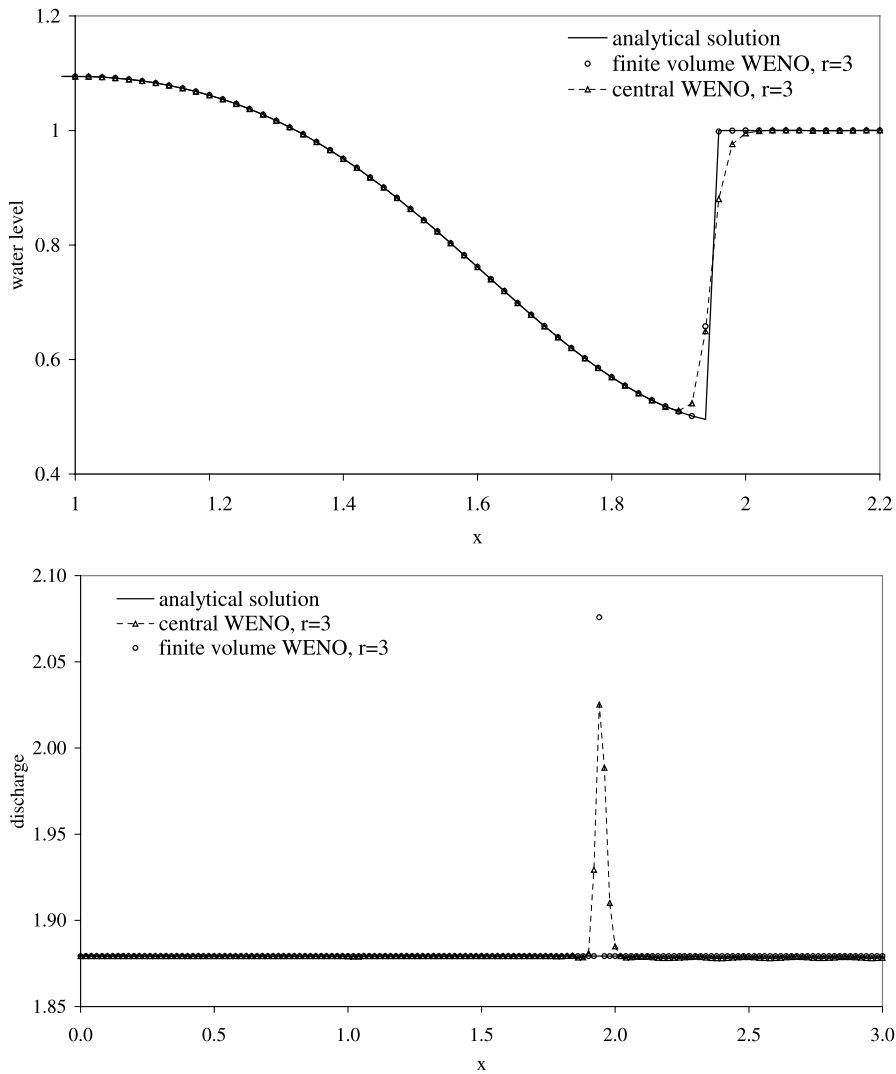 1.2
analytical solution
finite volume WENO, r=3
central WENO, r=3
1
0.8
0.6
0.4
water level
1 1.2 1.4 1.6 1.8 2 2.2
x
2.10
analytical solution
central WENO, r=3
finite volume WENO, r=3
2.05
2.00
1.95
1.90
1.85
discharge
0.0 0.5 1.0 1.5 2.0 2.5 3.0
x